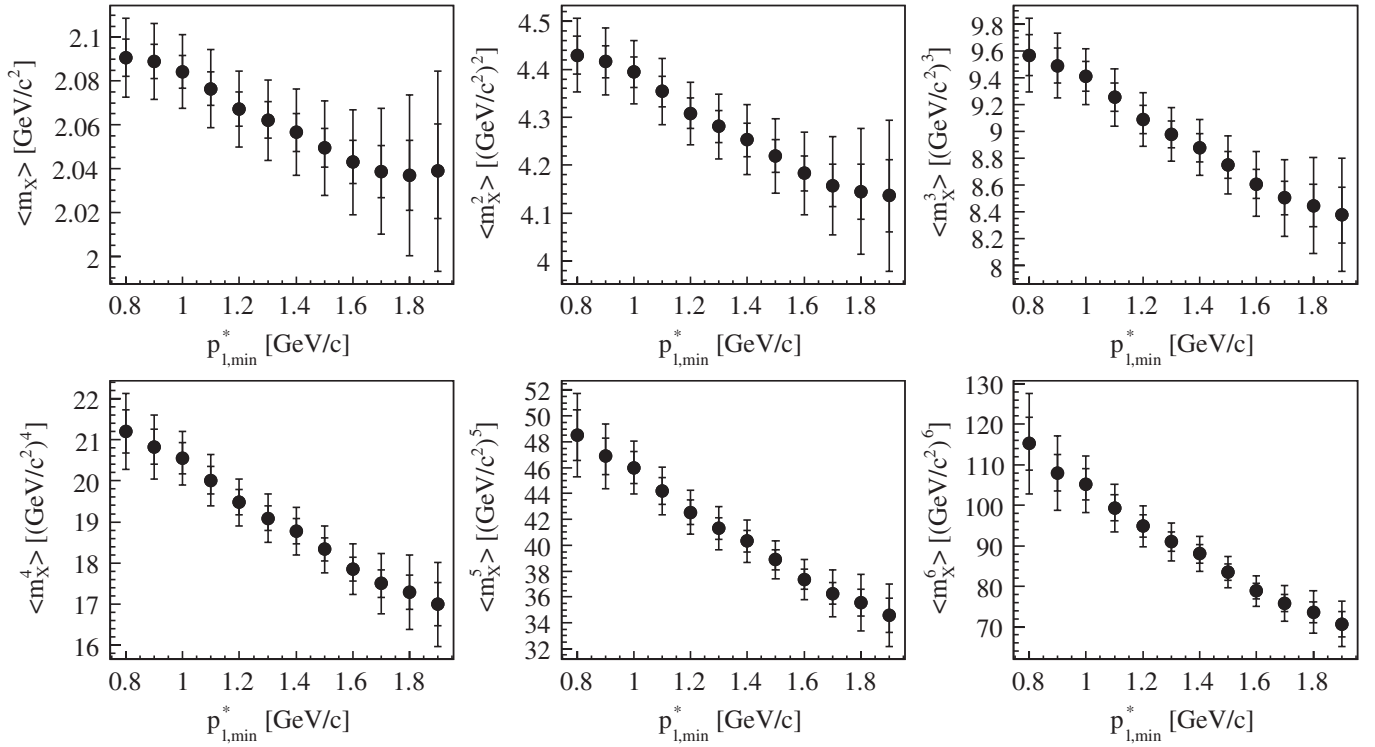 <m_X> [GeV/c^2]
2.1
2.08
2.06
2.04
2.02
2
0.8 1 1.2 1.4 1.6 1.8
p^*_{l,min} [GeV/c]
<m_X^2> [(GeV/c^2)^2]
4.5
4.4
4.3
4.2
4.1
4
0.8 1 1.2 1.4 1.6 1.8
p^*_{l,min} [GeV/c]
<m_X^3> [(GeV/c^2)^3]
9.8
9.6
9.4
9.2
9
8.8
8.6
8.4
8.2
8
0.8 1 1.2 1.4 1.6 1.8
p^*_{l,min} [GeV/c]
<m_X^4> [(GeV/c^2)^4]
22
21
20
19
18
17
16
0.8 1 1.2 1.4 1.6 1.8
p^*_{l,min} [GeV/c]
<m_X^5> [(GeV/c^2)^5]
52
50
48
46
44
42
40
38
36
34
32
0.8 1 1.2 1.4 1.6 1.8
p^*_{l,min} [GeV/c]
<m_X^6> [(GeV/c^2)^6]
130
120
110
100
90
80
70
0.8 1 1.2 1.4 1.6 1.8
p^*_{l,min} [GeV/c]